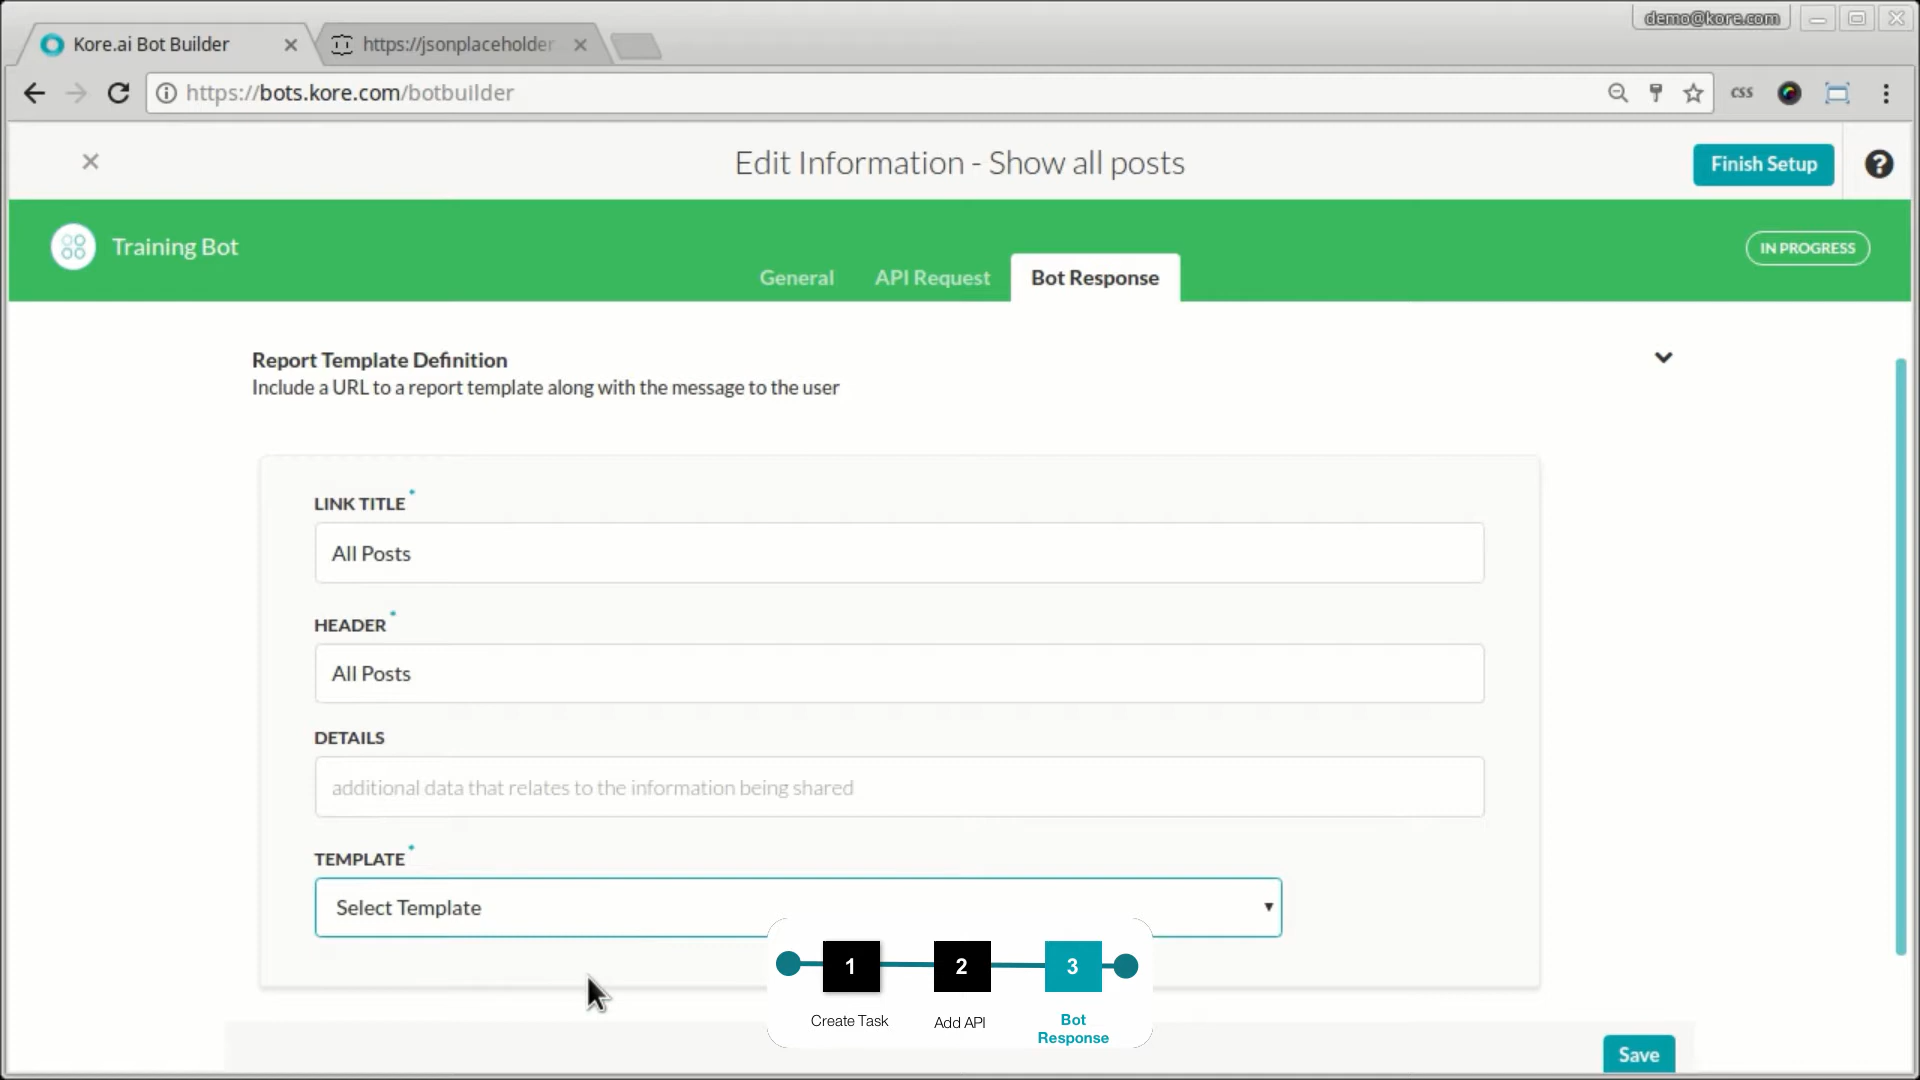 demo@kore.com
Kore.ai Bot Builder
https://jsonplaceholder
https://bots.kore.com/botbuilder
css
Edit Information - Show all posts
Finish Setup
?
Training Bot
IN PROGRESS
General
API Request
Bot Response
Report Template Definition
Include a URL to a report template along with the message to the user
LINK TITLE *
All Posts
HEADER *
All Posts
DETAILS
additional data that relates to the information being shared
TEMPLATE *
Select Template
1
2
3
Create Task
Add API
Bot
Response
Save